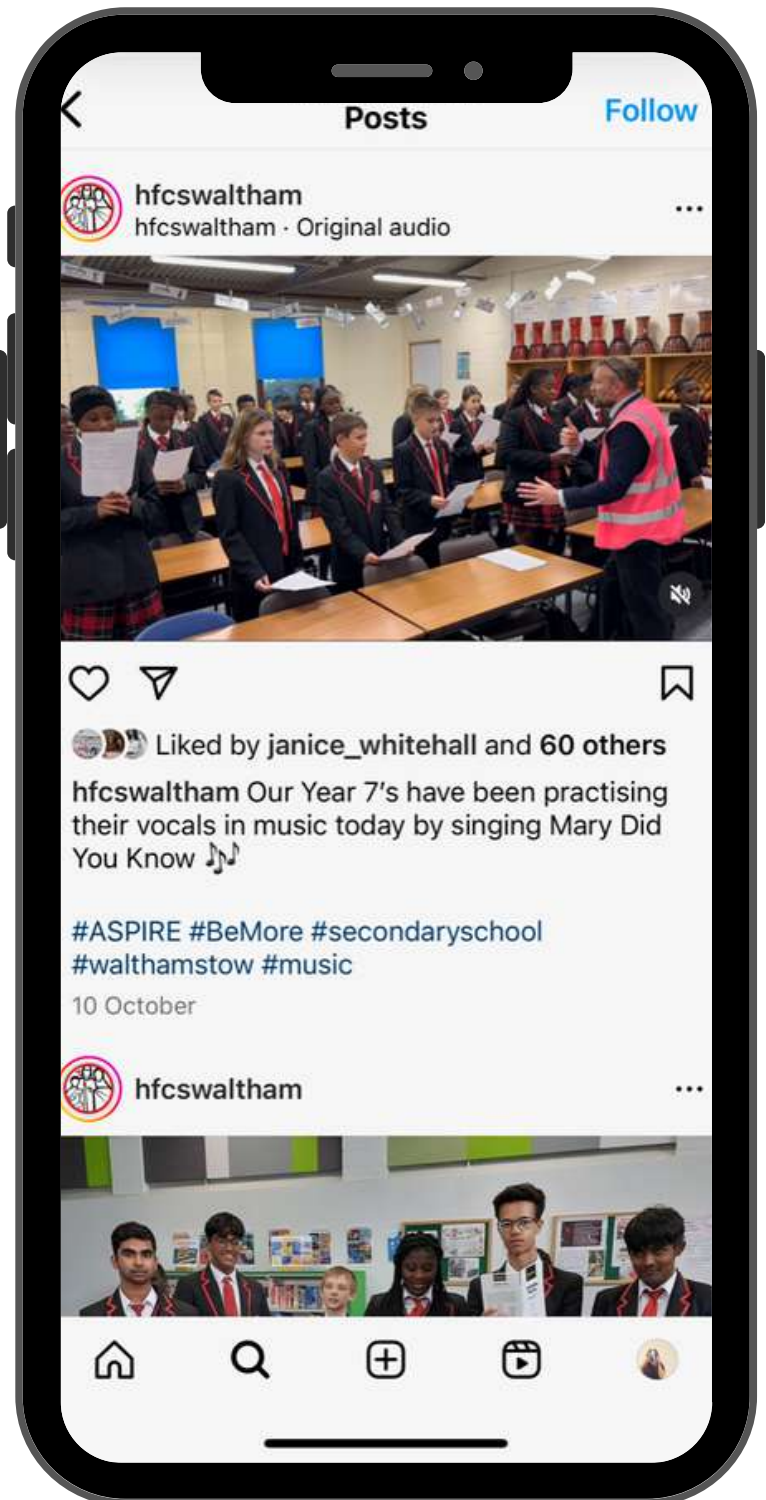 Posts
Follow
hfcswaltham
hfcswaltham · Original audio
Liked by janice_whitehall and 60 others
hfcswaltham Our Year 7's have been practising
their vocals in music today by singing Mary Did
You Know 🎶
#ASPIRE #BeMore #secondaryschool
#walthamstow #music
10 October
hfcswaltham